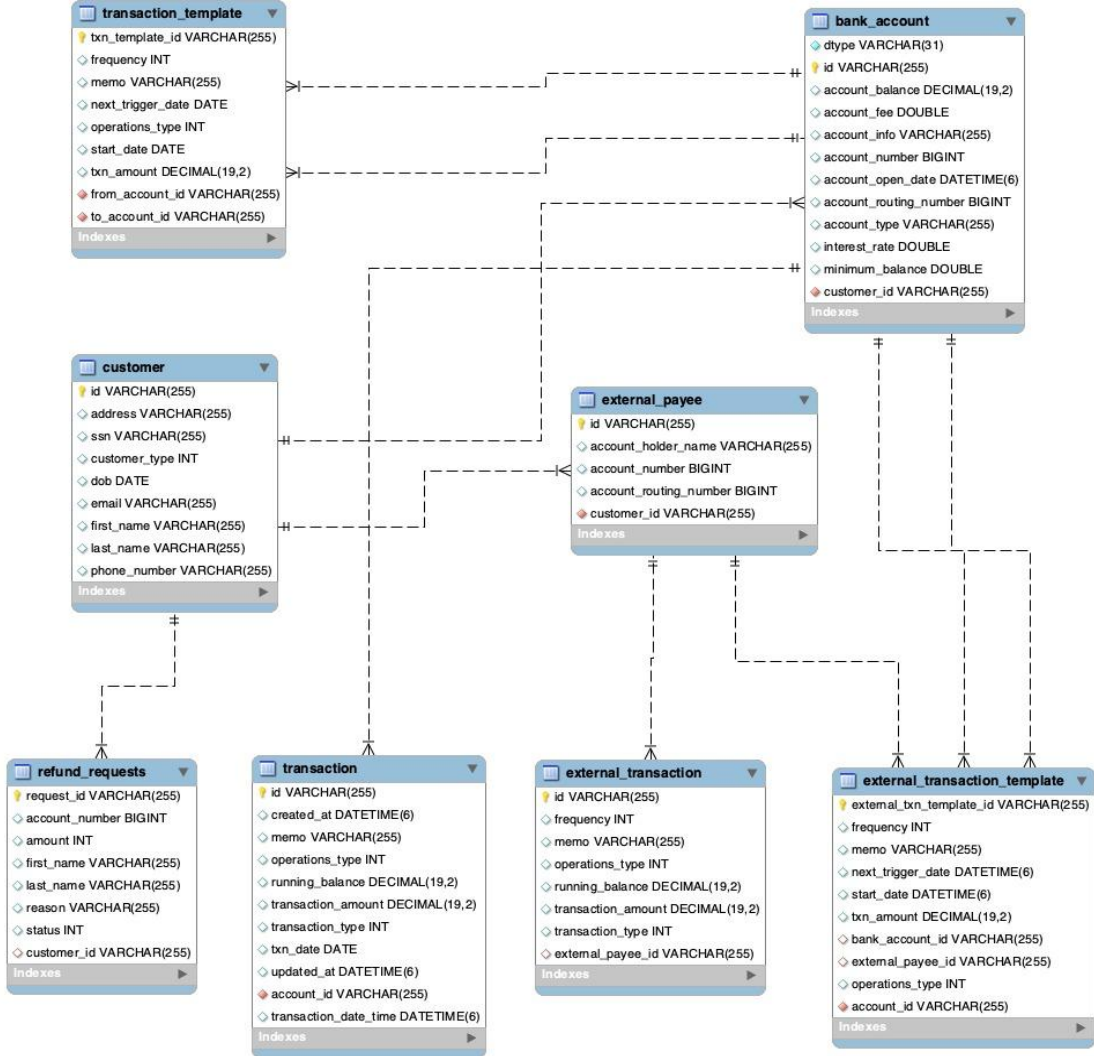 transaction_template
txn_template_id VARCHAR(255)
frequency INT
memo VARCHAR(255)
next_trigger_date DATE
operations_type INT
start_date DATE
txn_amount DECIMAL(19,2)
from_account_id VARCHAR(255)
to_account_id VARCHAR(255)
Indexes
bank_account
dtype VARCHAR(31)
id VARCHAR(255)
account_balance DECIMAL(19,2)
account_fee DOUBLE
account_info VARCHAR(255)
account_number BIGINT
account_open_date DATETIME(6)
account_routing_number BIGINT
account_type VARCHAR(255)
interest_rate DOUBLE
minimum_balance DOUBLE
customer_id VARCHAR(255)
Indexes
customer
id VARCHAR(255)
address VARCHAR(255)
ssn VARCHAR(255)
customer_type INT
dob DATE
email VARCHAR(255)
first_name VARCHAR(255)
last_name VARCHAR(255)
phone_number VARCHAR(255)
Indexes
external_payee
id VARCHAR(255)
account_holder_name VARCHAR(255)
account_number BIGINT
account_routing_number BIGINT
customer_id VARCHAR(255)
Indexes
refund_requests
request_id VARCHAR(255)
account_number BIGINT
amount INT
first_name VARCHAR(255)
last_name VARCHAR(255)
reason VARCHAR(255)
status INT
customer_id VARCHAR(255)
Indexes
transaction
id VARCHAR(255)
created_at DATETIME(6)
memo VARCHAR(255)
operations_type INT
running_balance DECIMAL(19,2)
transaction_amount DECIMAL(19,2)
transaction_type INT
txn_date DATE
updated_at DATETIME(6)
account_id VARCHAR(255)
transaction_date_time DATETIME(6)
Indexes
external_transaction
id VARCHAR(255)
frequency INT
memo VARCHAR(255)
operations_type INT
running_balance DECIMAL(19,2)
transaction_amount DECIMAL(19,2)
transaction_type INT
external_payee_id VARCHAR(255)
Indexes
external_transaction_template
external_txn_template_id VARCHAR(255)
frequency INT
memo VARCHAR(255)
next_trigger_date DATETIME(6)
start_date DATETIME(6)
txn_amount DECIMAL(19,2)
bank_account_id VARCHAR(255)
external_payee_id VARCHAR(255)
operations_type INT
account_id VARCHAR(255)
Indexes